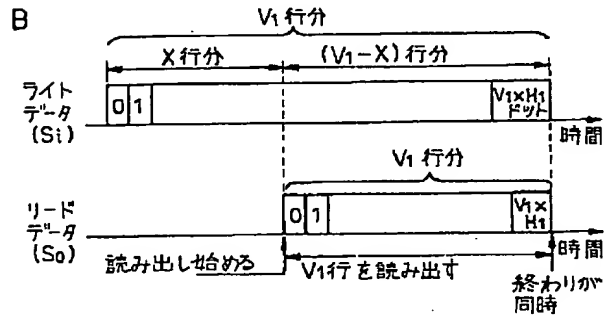 B
V1行分
X行分
(V1-X)行分
ライト
データ
(Si)
0 1
V1×H1
ドット
時間
V1行分
リード
データ
(So)
0 1
V1×
H1
時間
読み出し始める
V1行を読み出す
終わりが
同時